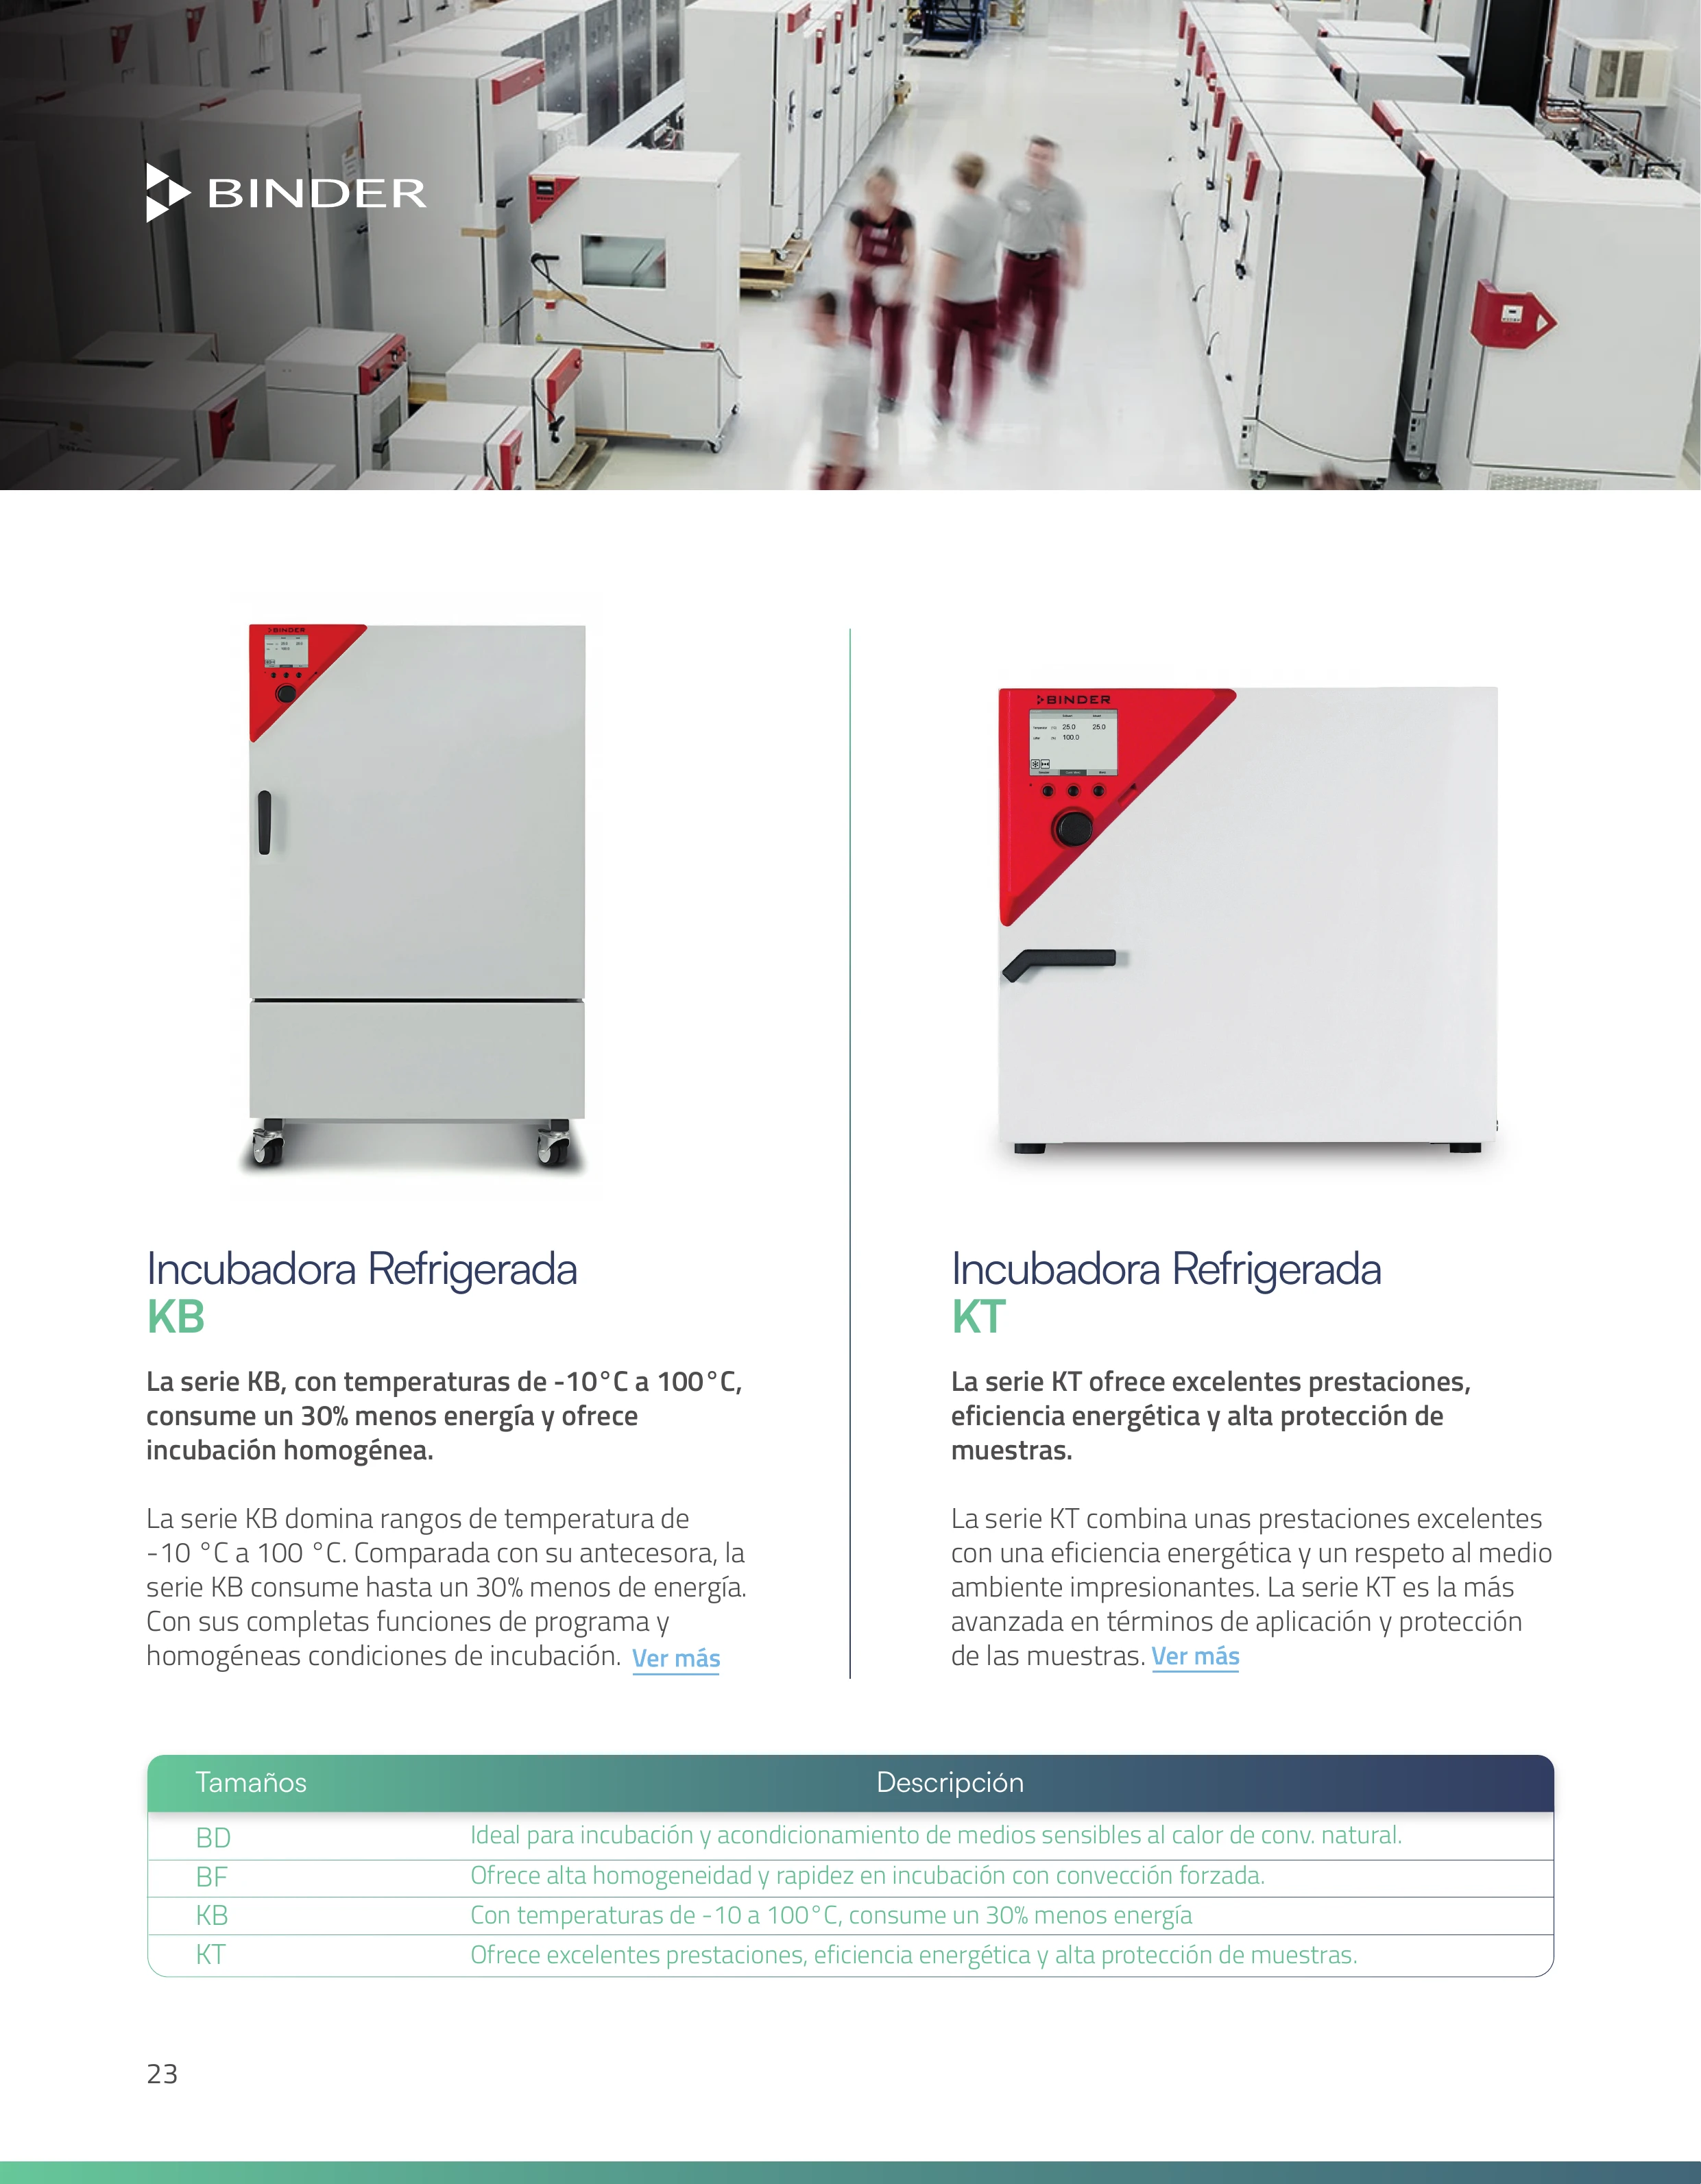 BINDER
BINDER
BINDER
25.0 25.0
100.0
Incubadora Refrigerada
KB
La serie KB, con temperaturas de -10°C a 100°C,
consume un 30% menos energía y ofrece
incubación homogénea.
La serie KB domina rangos de temperatura de
-10 °C a 100 °C. Comparada con su antecesora, la
serie KB consume hasta un 30% menos de energía.
Con sus completas funciones de programa y
homogéneas condiciones de incubación. Ver más
Incubadora Refrigerada
KT
La serie KT ofrece excelentes prestaciones,
eficiencia energética y alta protección de
muestras.
La serie KT combina unas prestaciones excelentes
con una eficiencia energética y un respeto al medio
ambiente impresionantes. La serie KT es la más
avanzada en términos de aplicación y protección
de las muestras. Ver más
Tamaños Descripción
BD Ideal para incubación y acondicionamiento de medios sensibles al calor de conv. natural.
BF Ofrece alta homogeneidad y rapidez en incubación con convección forzada.
KB Con temperaturas de -10 a 100°C, consume un 30% menos energía
KT Ofrece excelentes prestaciones, eficiencia energética y alta protección de muestras.
23